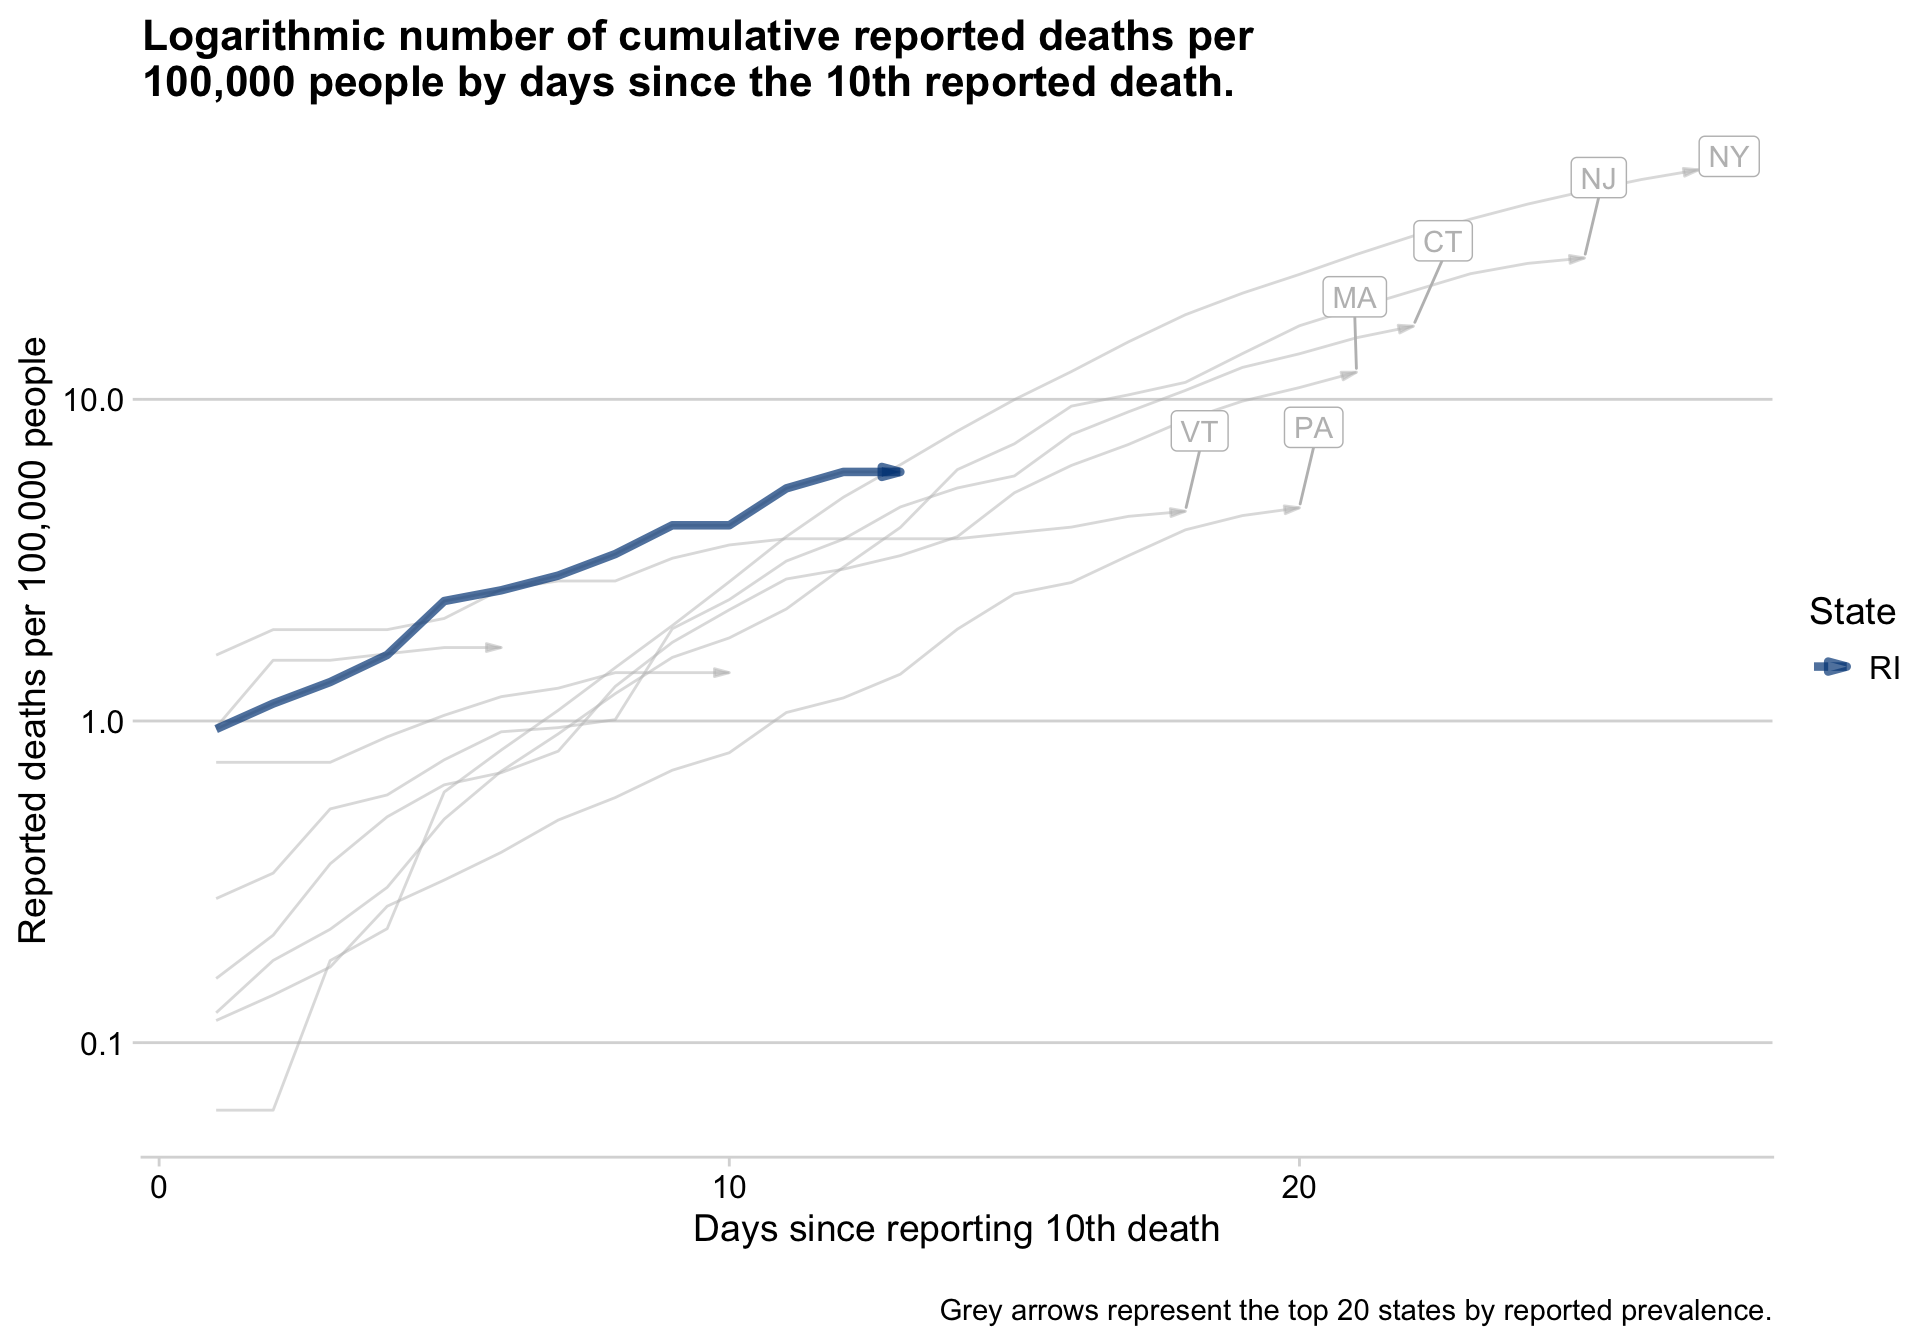 Logarithmic number of cumulative reported deaths per
100,000 people by days since the 10th reported death.
NY
NJ
CT
MA
VT
PA
10.0
1.0
0.1
Reported deaths per 100,000 people
State
RI
0
10
20
Days since reporting 10th death
Grey arrows represent the top 20 states by reported prevalence.